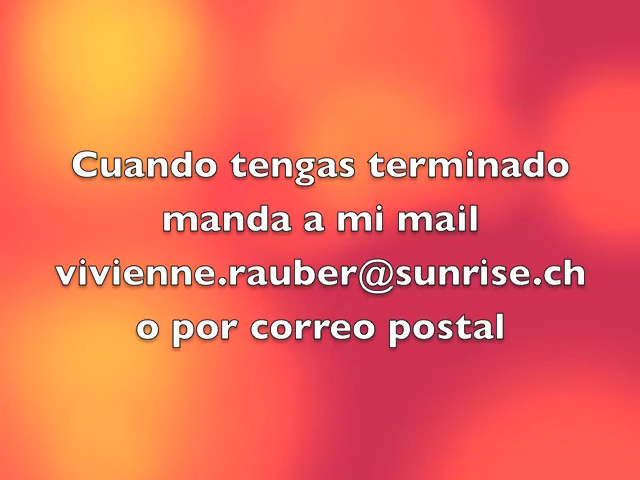 Cuando tengas terminado
manda a mi mail
vivienne.rauber@sunrise.ch
o por correo postal